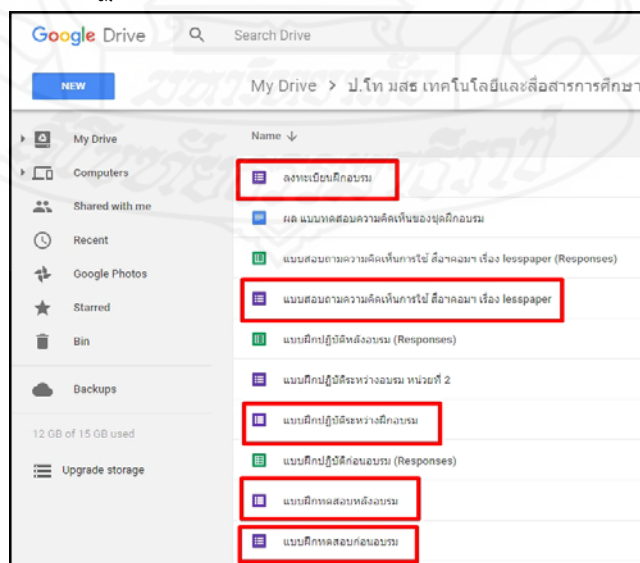 Google Drive
Search Drive
NEW
My Drive > ป.โท มสธ เทคโนโลยีและสื่อสารการศึกษา
My Drive
Computers
Shared with me
Recent
Google Photos
Starred
Bin
Backups
12 GB of 15 GB used
Upgrade storage
Name ↓
ลงทะเบียนฝึกอบรม
ผล แบบทดสอบความคิดเห็นของชุดฝึกอบรม
แบบสอบถามความคิดเห็นการใช้ สื่อฯคอมฯ เรื่อง lesspaper (Responses)
แบบสอบถามความคิดเห็นการใช้ สื่อฯคอมฯ เรื่อง lesspaper
แบบฝึกปฏิบัติหลังอบรม (Responses)
แบบฝึกปฏิบัติระหว่างอบรม หน่วยที่ 2
แบบฝึกปฏิบัติระหว่างฝึกอบรม
แบบฝึกปฏิบัติก่อนอบรม (Responses)
แบบฝึกทดสอบหลังอบรม
แบบฝึกทดสอบก่อนอบรม